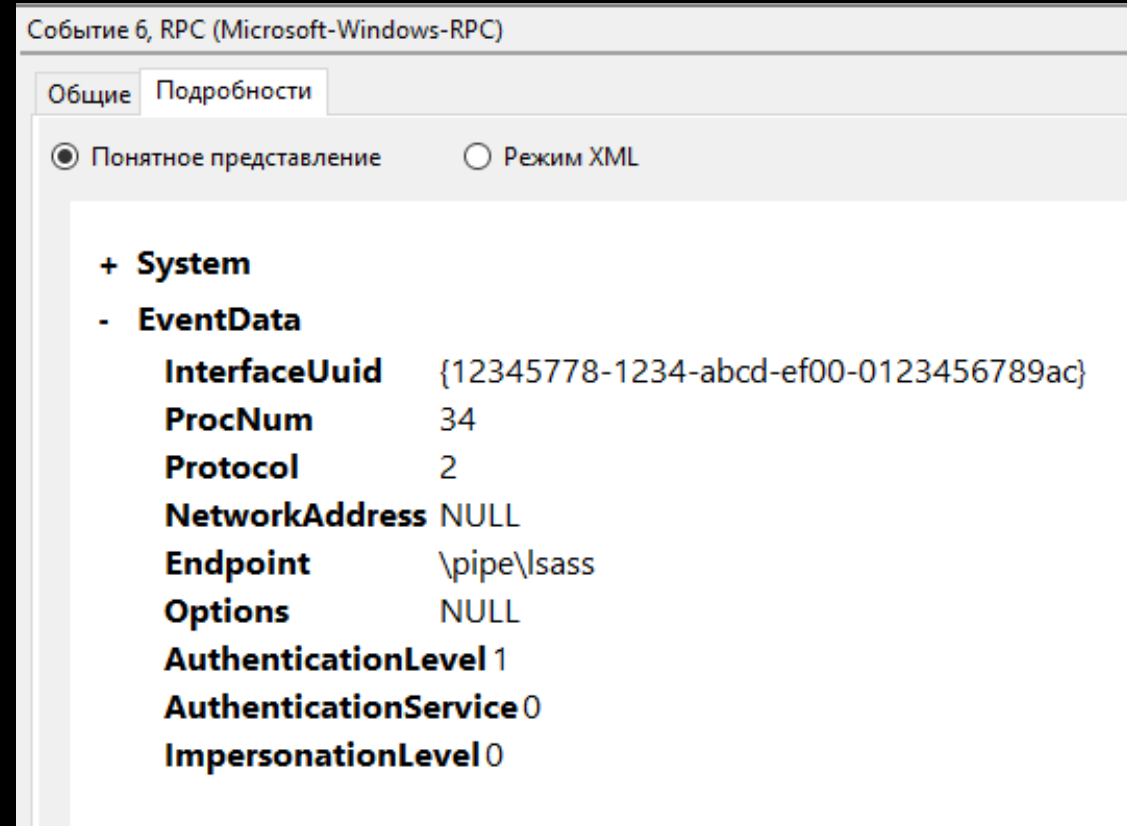 Событие 6, RPC (Microsoft-Windows-RPC)
Общие Подробности
Понятное представление Режим XML
+ System
- EventData
InterfaceUuid {12345778-1234-abcd-ef00-0123456789ac}
ProcNum 34
Protocol 2
NetworkAddress NULL
Endpoint \pipe\lsass
Options NULL
AuthenticationLevel 1
AuthenticationService 0
ImpersonationLevel 0